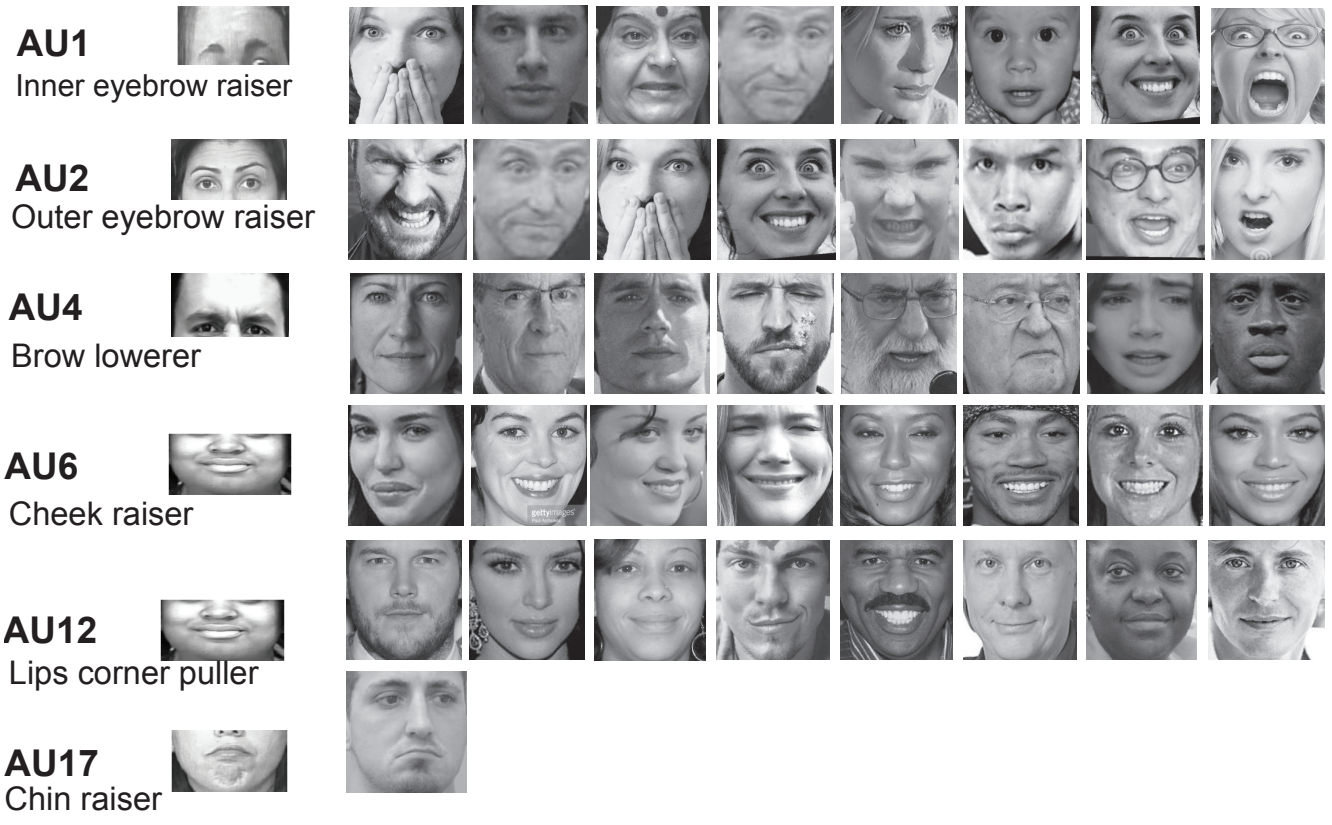 AU1
Inner eyebrow raiser
AU2
Outer eyebrow raiser
AU4
Brow lowerer
AU6
Cheek raiser
gettyimages
AU12
Lips corner puller
AU17
Chin raiser